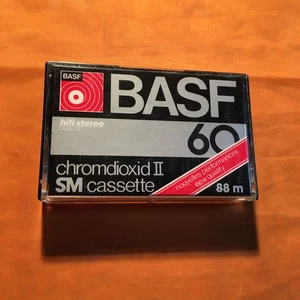 BASF
BASF
hifi stereo
60
chromdioxid II
SM cassette
nouvelles performances
new quality
88 m